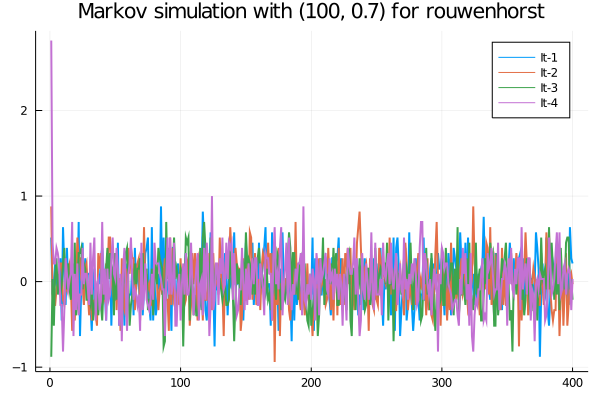 Markov simulation with (100, 0.7) for rouwenhorst
It-1
It-2
It-3
It-4
2
1
0
−1
0
100
200
300
400